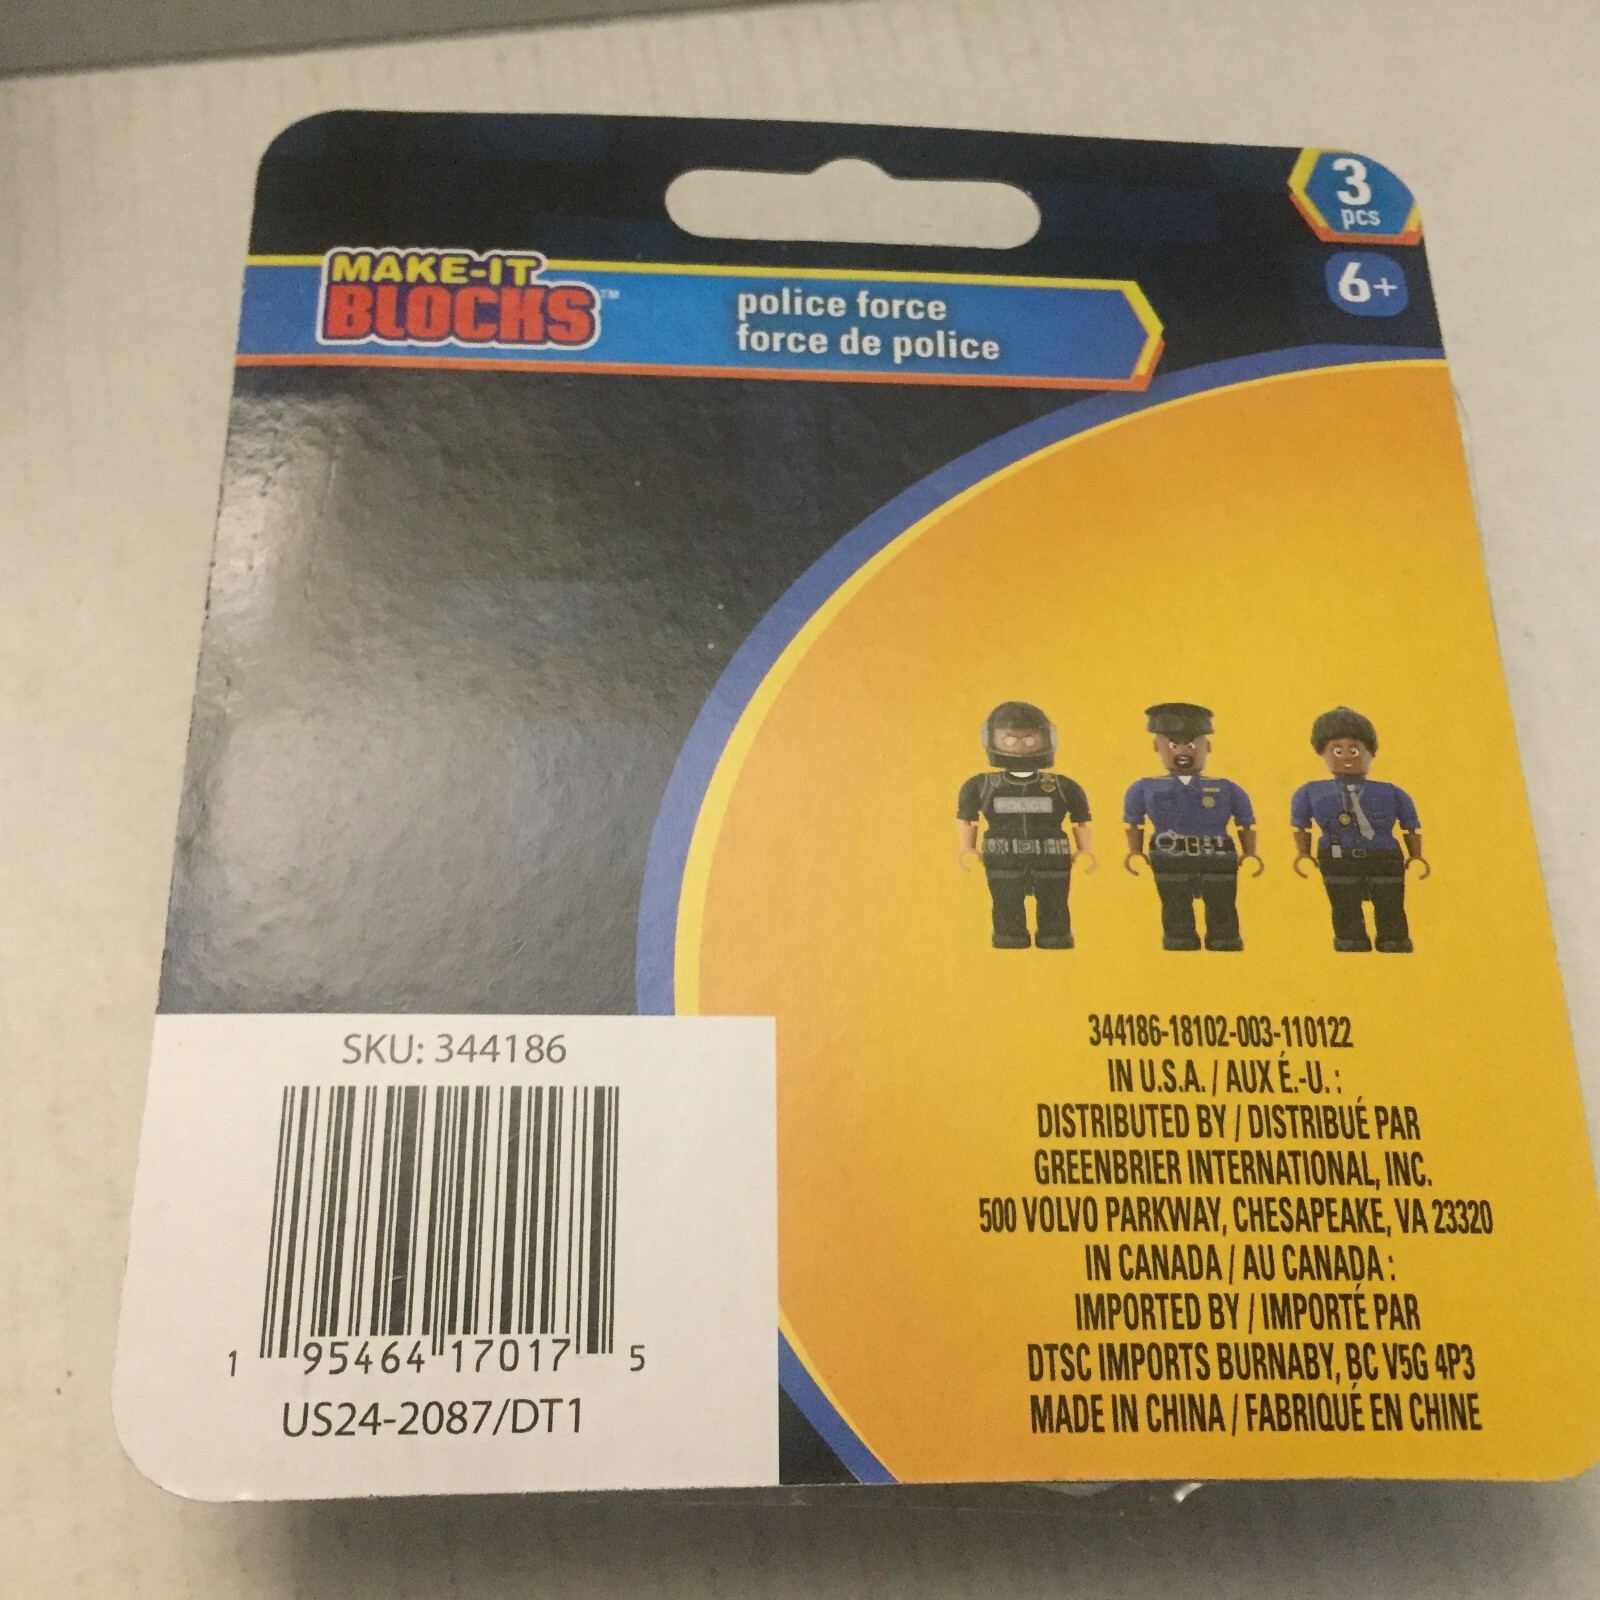 3
pcs
6+
MAKE-IT
BLOCKS™
police force
force de police
POLICE
SKU: 344186
1 95464 17017 5
US24-2087/DT1
344186-18102-003-110122
IN U.S.A. / AUX É.-U. :
DISTRIBUTED BY / DISTRIBUÉ PAR
GREENBRIER INTERNATIONAL, INC.
500 VOLVO PARKWAY, CHESAPEAKE, VA 23320
IN CANADA / AU CANADA :
IMPORTED BY / IMPORTÉ PAR
DTSC IMPORTS BURNABY, BC V5G 4P3
MADE IN CHINA / FABRIQUÉ EN CHINE